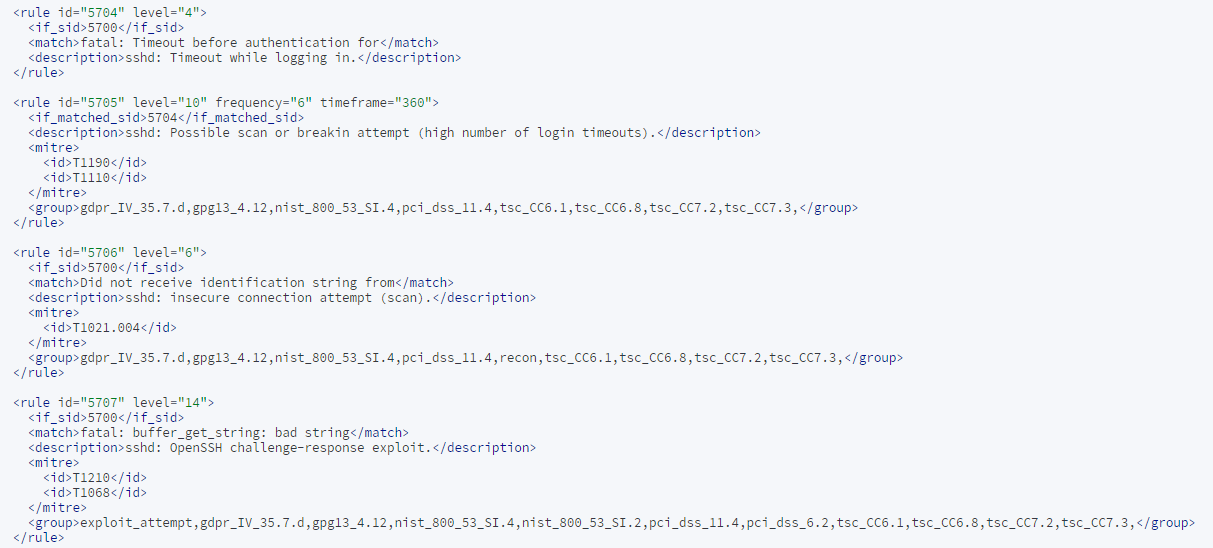 <rule id="5704" level="4">
  <if_sid>5700</if_sid>
  <match>fatal: Timeout before authentication for</match>
  <description>sshd: Timeout while logging in.</description>
</rule>

<rule id="5705" level="10" frequency="6" timeframe="360">
  <if_matched_sid>5704</if_matched_sid>
  <description>sshd: Possible scan or breakin attempt (high number of login timeouts).</description>
  <mitre>
    <id>T1190</id>
    <id>T1110</id>
  </mitre>
  <group>gdpr_IV_35.7.d,gpg13_4.12,nist_800_53_SI.4,pci_dss_11.4,tsc_CC6.1,tsc_CC6.8,tsc_CC7.2,tsc_CC7.3,</group>
</rule>

<rule id="5706" level="6">
  <if_sid>5700</if_sid>
  <match>Did not receive identification string from</match>
  <description>sshd: insecure connection attempt (scan).</description>
  <mitre>
    <id>T1021.004</id>
  </mitre>
  <group>gdpr_IV_35.7.d,gpg13_4.12,nist_800_53_SI.4,pci_dss_11.4,recon,tsc_CC6.1,tsc_CC6.8,tsc_CC7.2,tsc_CC7.3,</group>
</rule>

<rule id="5707" level="14">
  <if_sid>5700</if_sid>
  <match>fatal: buffer_get_string: bad string</match>
  <description>sshd: OpenSSH challenge-response exploit.</description>
  <mitre>
    <id>T1210</id>
    <id>T1068</id>
  </mitre>
  <group>exploit_attempt,gdpr_IV_35.7.d,gpg13_4.12,nist_800_53_SI.4,nist_800_53_SI.2,pci_dss_11.4,pci_dss_6.2,tsc_CC6.1,tsc_CC6.8,tsc_CC7.2,tsc_CC7.3,</group>
</rule>